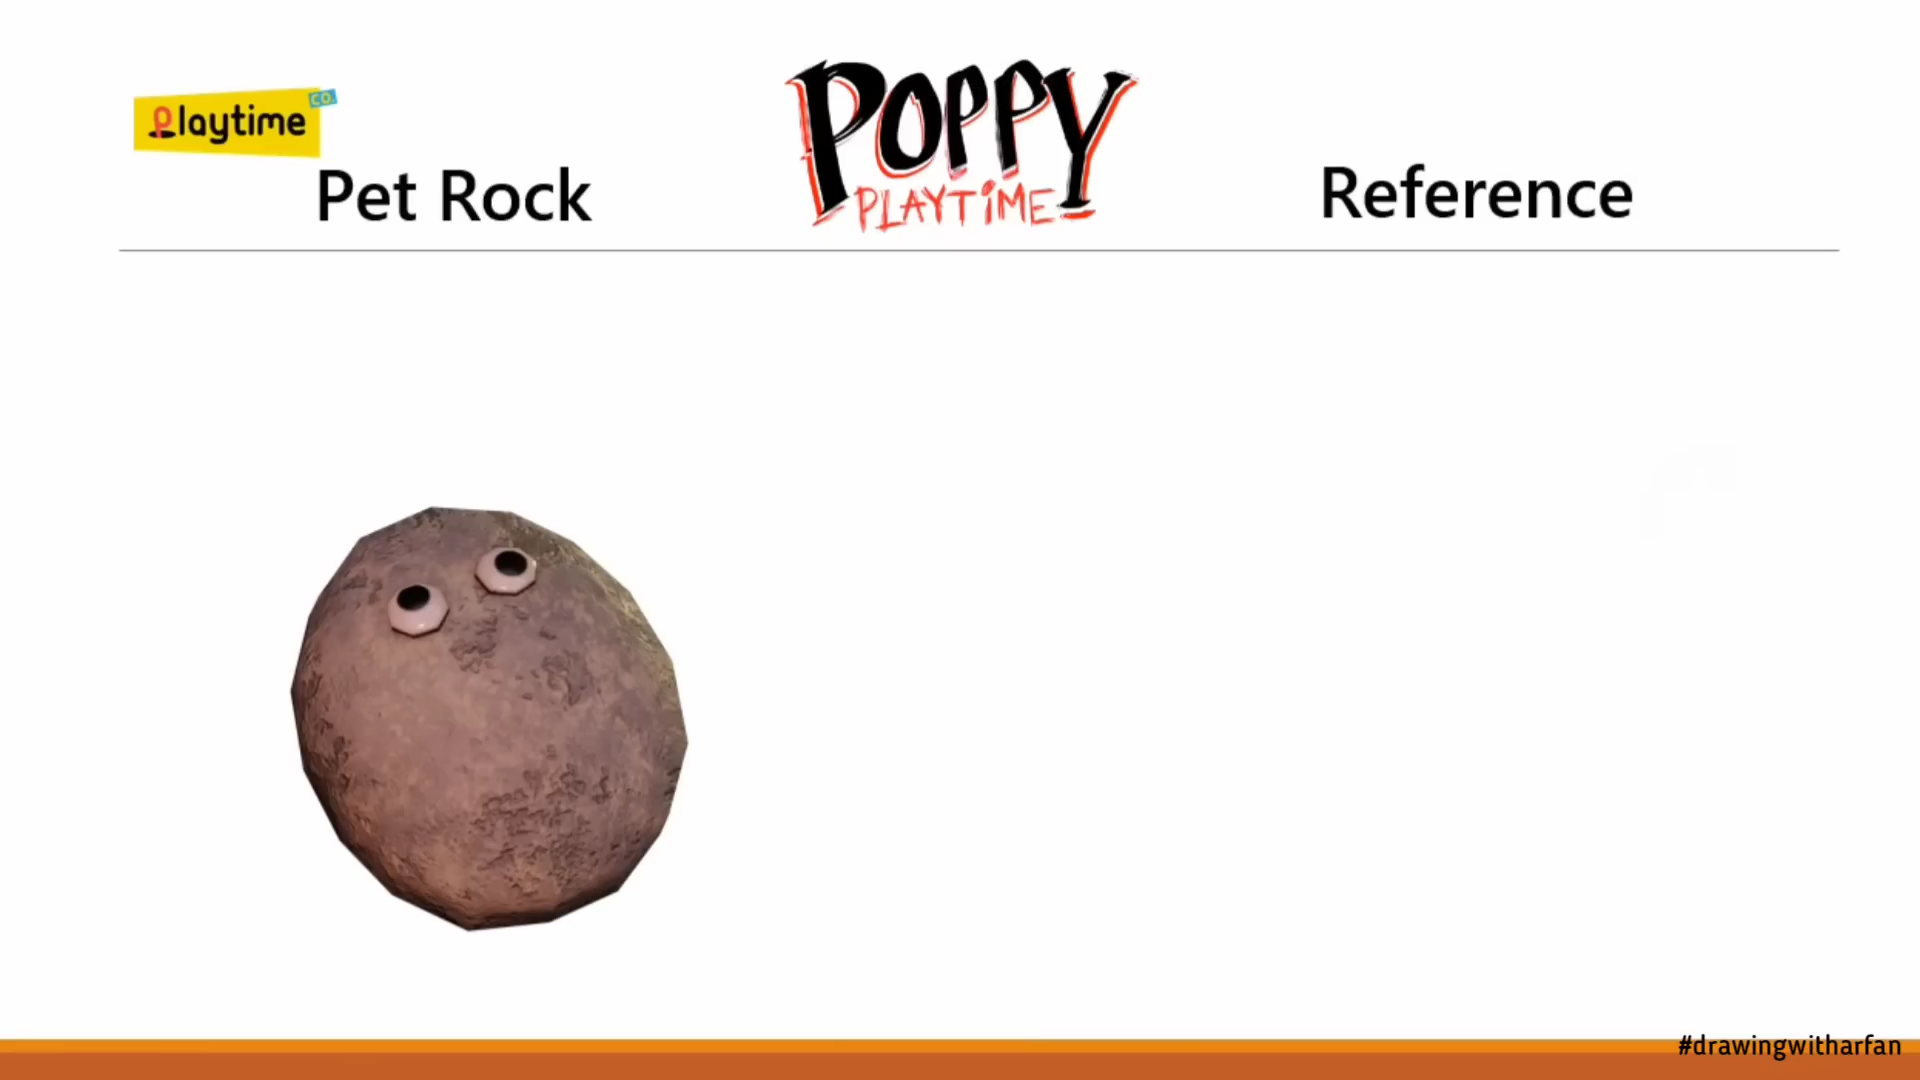 Playtime CO.
Pet Rock
POPPY
PLAYTiME
Reference
#drawingwitharfan